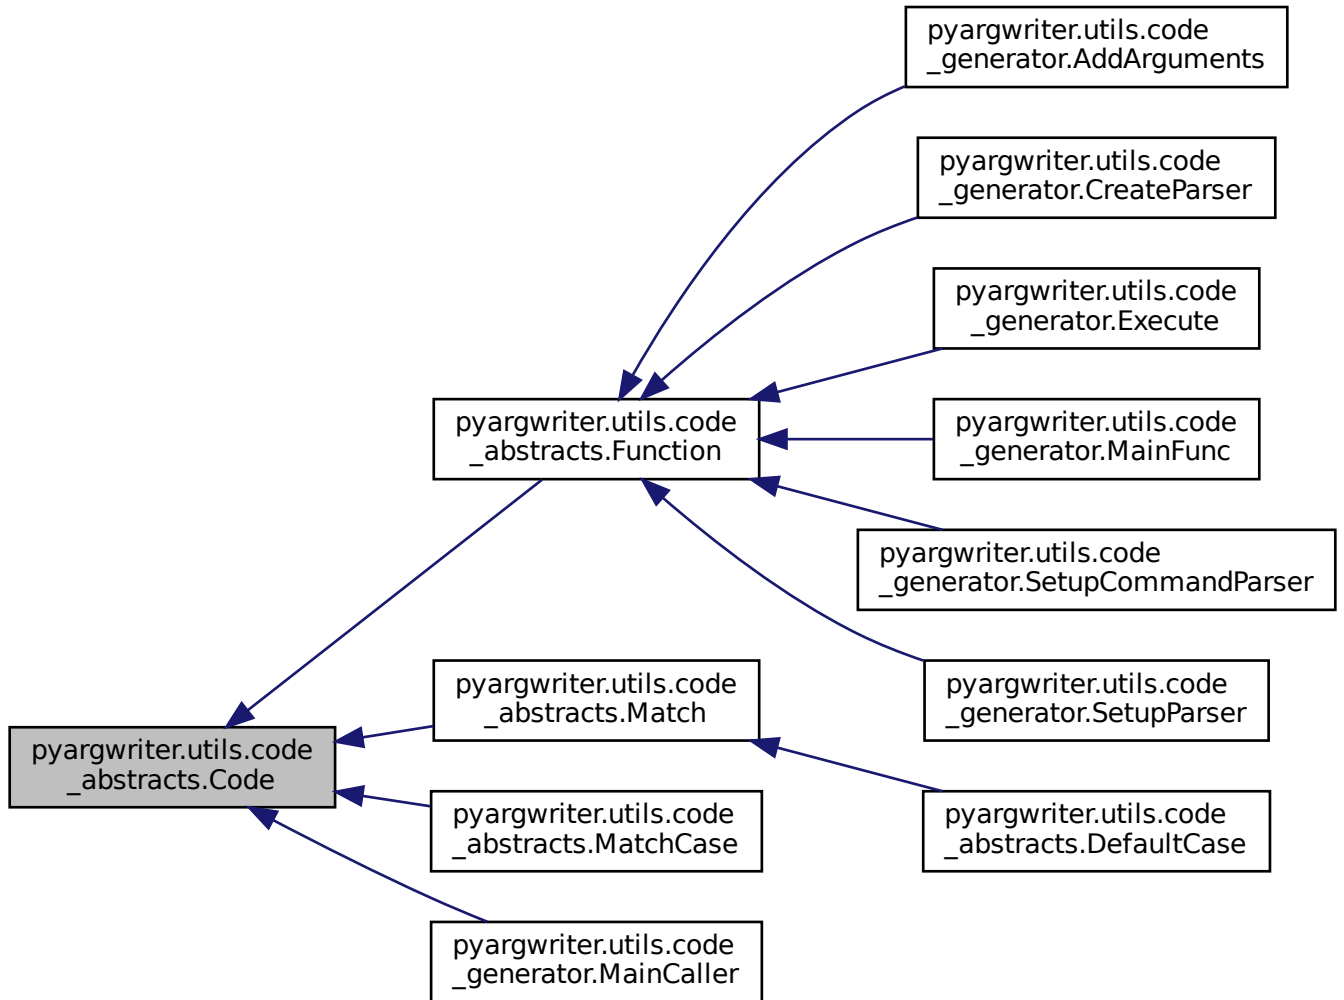 pyargwriter.utils.code
_generator.AddArguments
pyargwriter.utils.code
_generator.CreateParser
pyargwriter.utils.code
_generator.Execute
pyargwriter.utils.code
_abstracts.Function
pyargwriter.utils.code
_generator.MainFunc
pyargwriter.utils.code
_generator.SetupCommandParser
pyargwriter.utils.code
_abstracts.Match
pyargwriter.utils.code
_generator.SetupParser
pyargwriter.utils.code
_abstracts.Code
pyargwriter.utils.code
_abstracts.MatchCase
pyargwriter.utils.code
_abstracts.DefaultCase
pyargwriter.utils.code
_generator.MainCaller